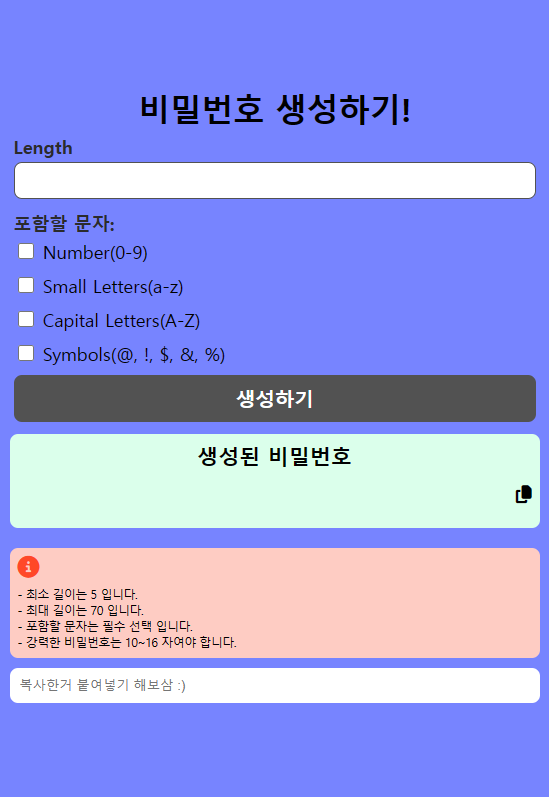 비밀번호 생성하기!
Length
포함할 문자:
Number(0-9)
Small Letters(a-z)
Capital Letters(A-Z)
Symbols(@, !, $, &, %)
생성하기
생성된 비밀번호
- 최소 길이는 5 입니다.
- 최대 길이는 70 입니다.
- 포함할 문자는 필수 선택 입니다.
- 강력한 비밀번호는 10~16 자여야 합니다.
복사한거 붙여넣기 해보삼 :)